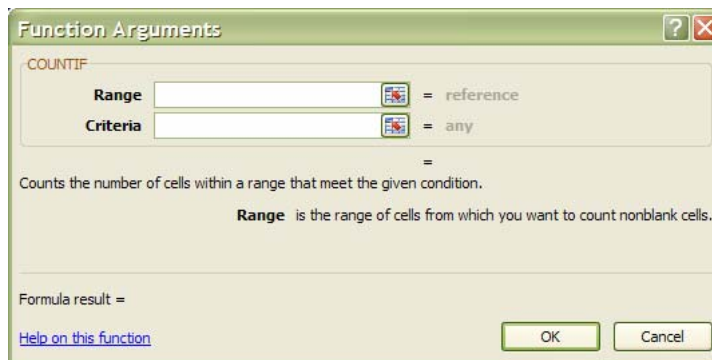 Function Arguments
COUNTIF
Range = reference
Criteria = any
=
Counts the number of cells within a range that meet the given condition.
Range is the range of cells from which you want to count nonblank cells.
Formula result =
Help on this function
OK Cancel